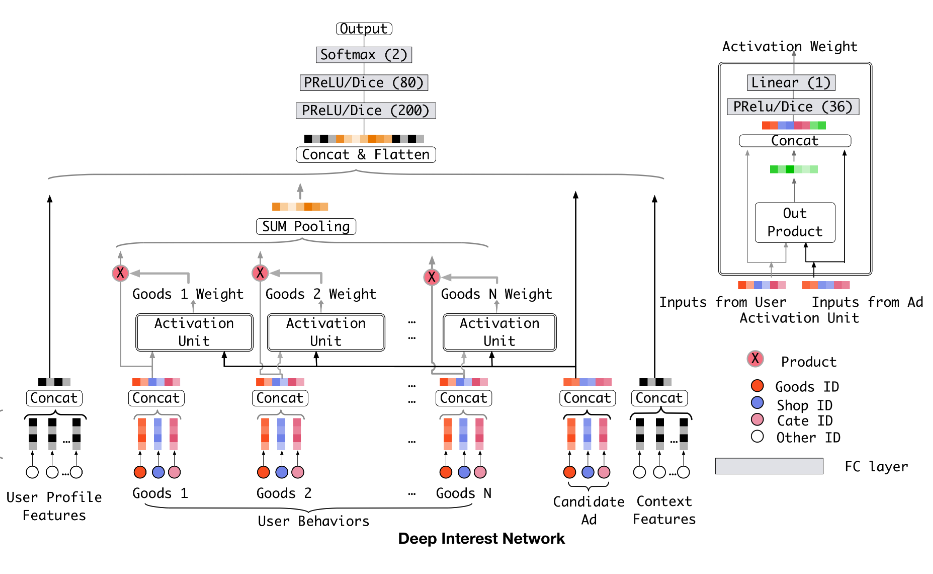 Output
Softmax (2)
PReLU/Dice (80)
PReLU/Dice (200)
Concat & Flatten
SUM Pooling
X
X
X
Goods 1 Weight
Goods 2 Weight
Goods N Weight
Activation
Unit
Activation
Unit
...
...
Activation
Unit
Concat
Concat
Concat
...
...
Concat
Concat
Concat
...
...
...
...
User Profile
Features
Goods 1
Goods 2
...
Goods N
User Behaviors
Candidate
Ad
Context
Features
Deep Interest Network
Activation Weight
Linear (1)
PRelu/Dice (36)
Concat
Out
Product
Inputs from User
Inputs from Ad
Activation Unit
X
Product
Goods ID
Shop ID
Cate ID
Other ID
FC layer